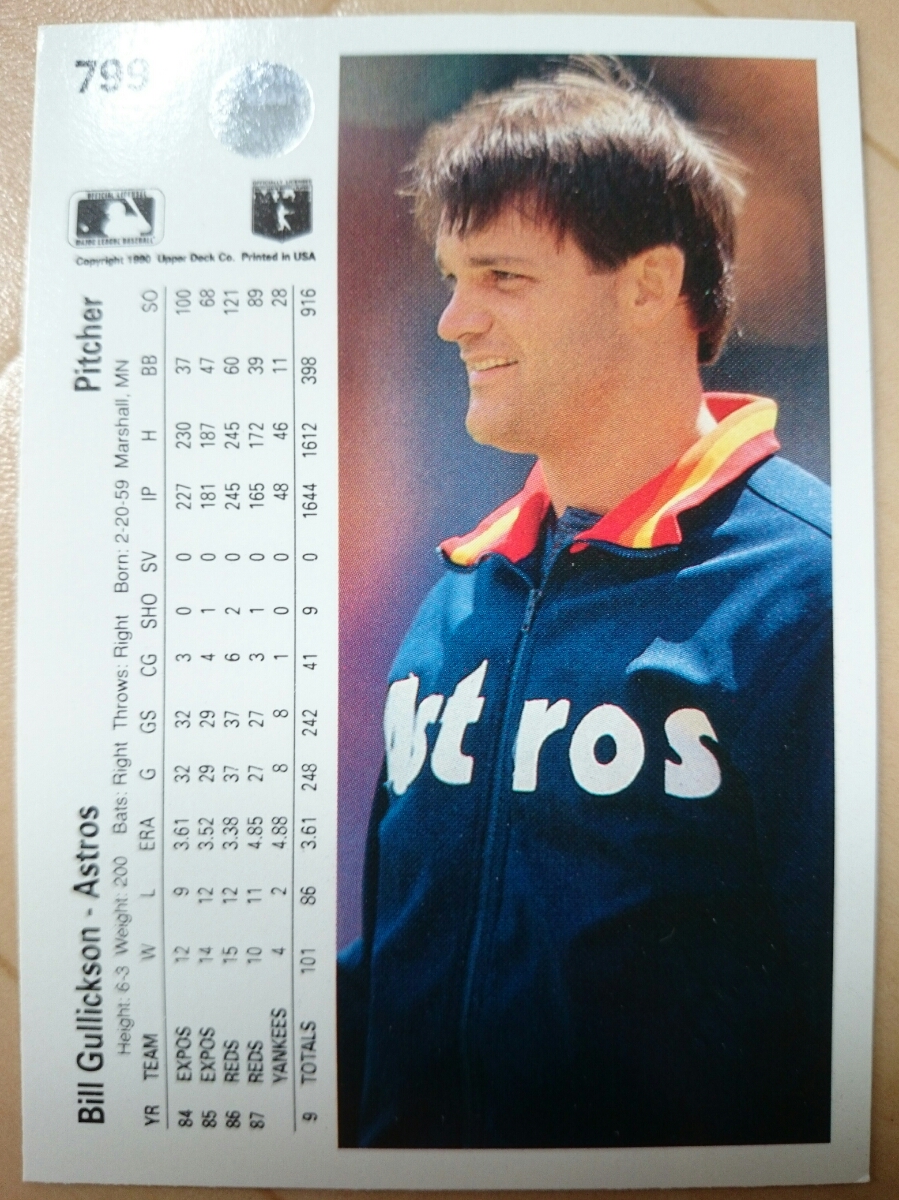 799
OFFICIAL LICENSEE
MAJOR LEAGUE BASEBALL
Copyright 1990 Upper Deck Co. Printed in USA
Bill Gullickson - Astros Pitcher
Height: 6-3 Weight: 200 Bats: Right Throws: Right Born: 2-20-59 Marshall, MN
YR TEAM W L ERA G GS CG SHO SV IP H BB SO
84 EXPOS 12 9 3.61 32 32 3 0 0 227 230 37 100
85 EXPOS 14 12 3.52 29 29 4 1 0 181 187 47 68
86 REDS 15 12 3.38 37 37 6 2 0 245 245 60 121
87 REDS 10 11 4.85 27 27 3 1 0 165 172 39 89
YANKEES 4 2 4.88 8 8 1 0 0 48 46 11 28
9 TOTALS 101 86 3.61 248 242 41 9 0 1644 1612 398 916
Astros